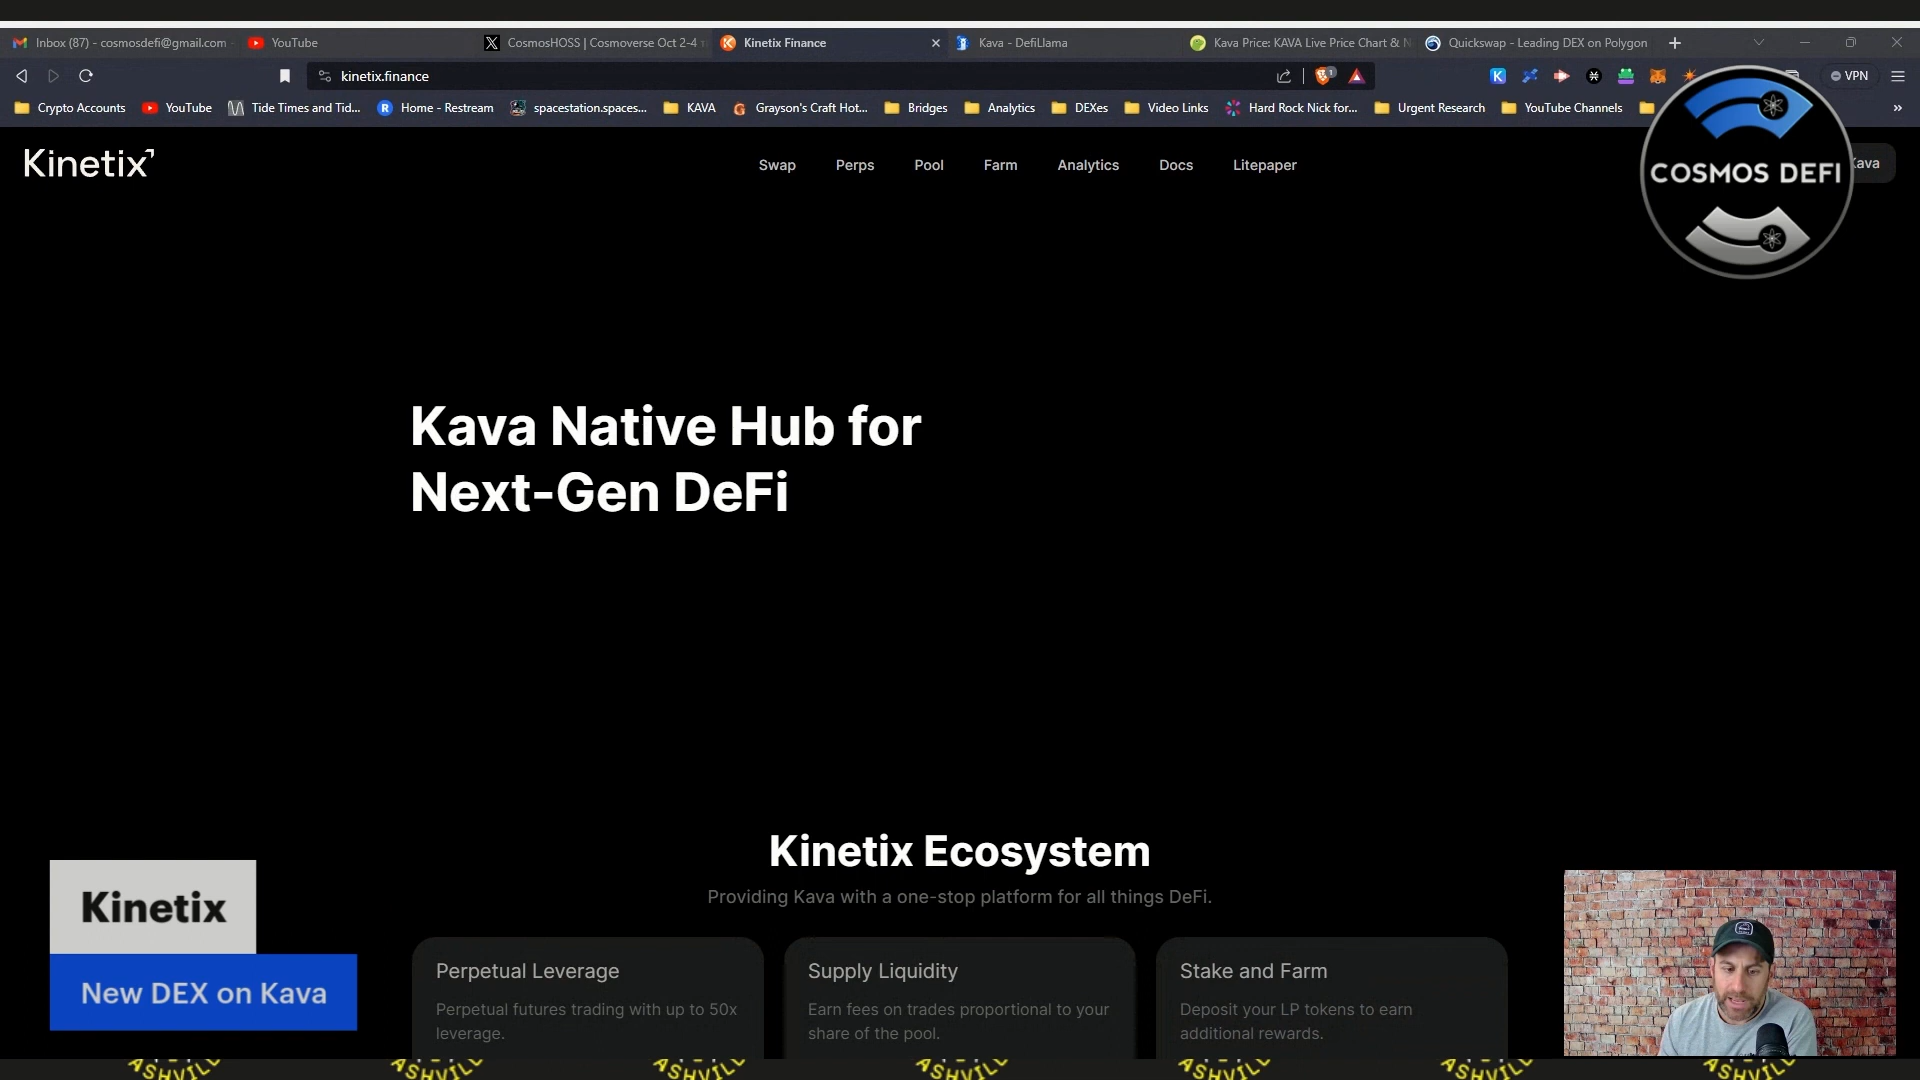 Inbox (87) - cosmosdefi@gmail.com
YouTube
CosmosHOSS | Cosmoverse Oct 2-4
Kinetix Finance
Kava - DefiLlama
Kava Price: KAVA Live Price Chart & N
Quickswap - Leading DEX on Polygon
kinetix.finance
VPN
Crypto Accounts
YouTube
Tide Times and Tid...
Home - Restream
spacestation.spaces...
KAVA
Grayson's Craft Hot...
Bridges
Analytics
DEXes
Video Links
Hard Rock Nick for...
Urgent Research
YouTube Channels
Kinetix
Swap
Perps
Pool
Farm
Analytics
Docs
Litepaper
Kava
COSMOS DEFI
Kava Native Hub for
Next-Gen DeFi
Kinetix Ecosystem
Providing Kava with a one-stop platform for all things DeFi.
Kinetix
New DEX on Kava
Perpetual Leverage
Perpetual futures trading with up to 50x
leverage.
Supply Liquidity
Earn fees on trades proportional to your
share of the pool.
Stake and Farm
Deposit your LP tokens to earn
additional rewards.